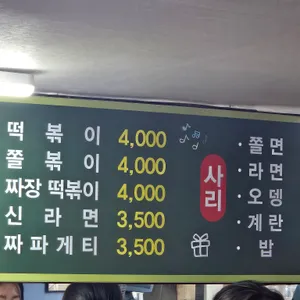 떡볶이 4,000
쫄볶이 4,000
짜장 떡볶이 4,000
신라면 3,500
짜파게티 3,500
사리
· 쫄면
· 라면
· 오뎅
· 계란
· 밥